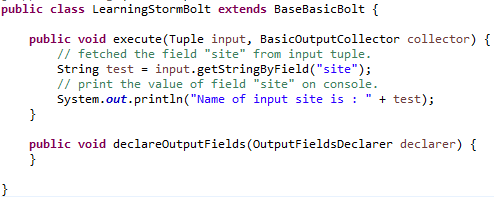 public class LearningStormBolt extends BaseBasicBolt {
public void execute(Tuple input, BasicOutputCollector collector) {
// fetched the field "site" from input tuple.
String test = input.getStringByField("site");
// print the value of field "site" on console.
System.out.println("Name of input site is : " + test);
}
public void declareOutputFields(OutputFieldsDeclarer declarer) {
}
}